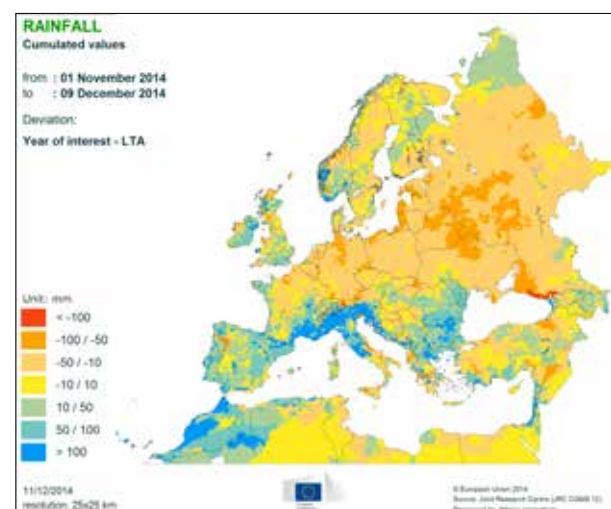 RAINFALL
Cumulated values
from : 01 November 2014
to : 09 December 2014
Deviation:
Year of interest - LTA
Unit: mm
< -100
-100 / -50
-50 / -10
-10 / 10
10 / 50
50 / 100
> 100
11/12/2014
resolution: 25x25 km
© European Union 2014
Source: Joint Research Centre